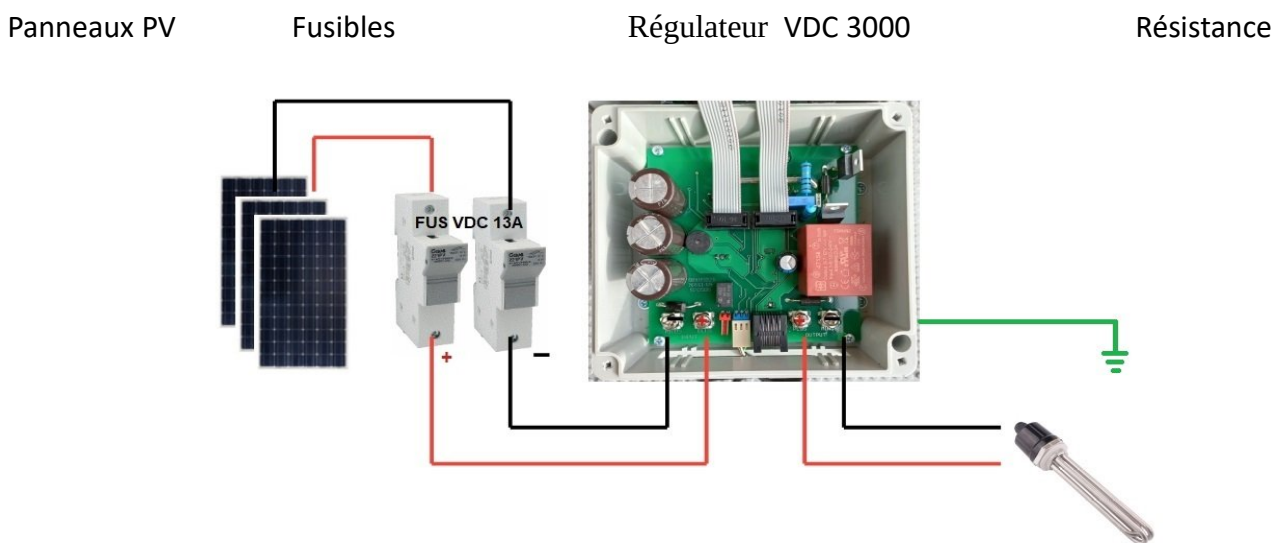 Panneaux PV Fusibles Régulateur VDC 3000 Résistance
FUS VDC 13A
+ −